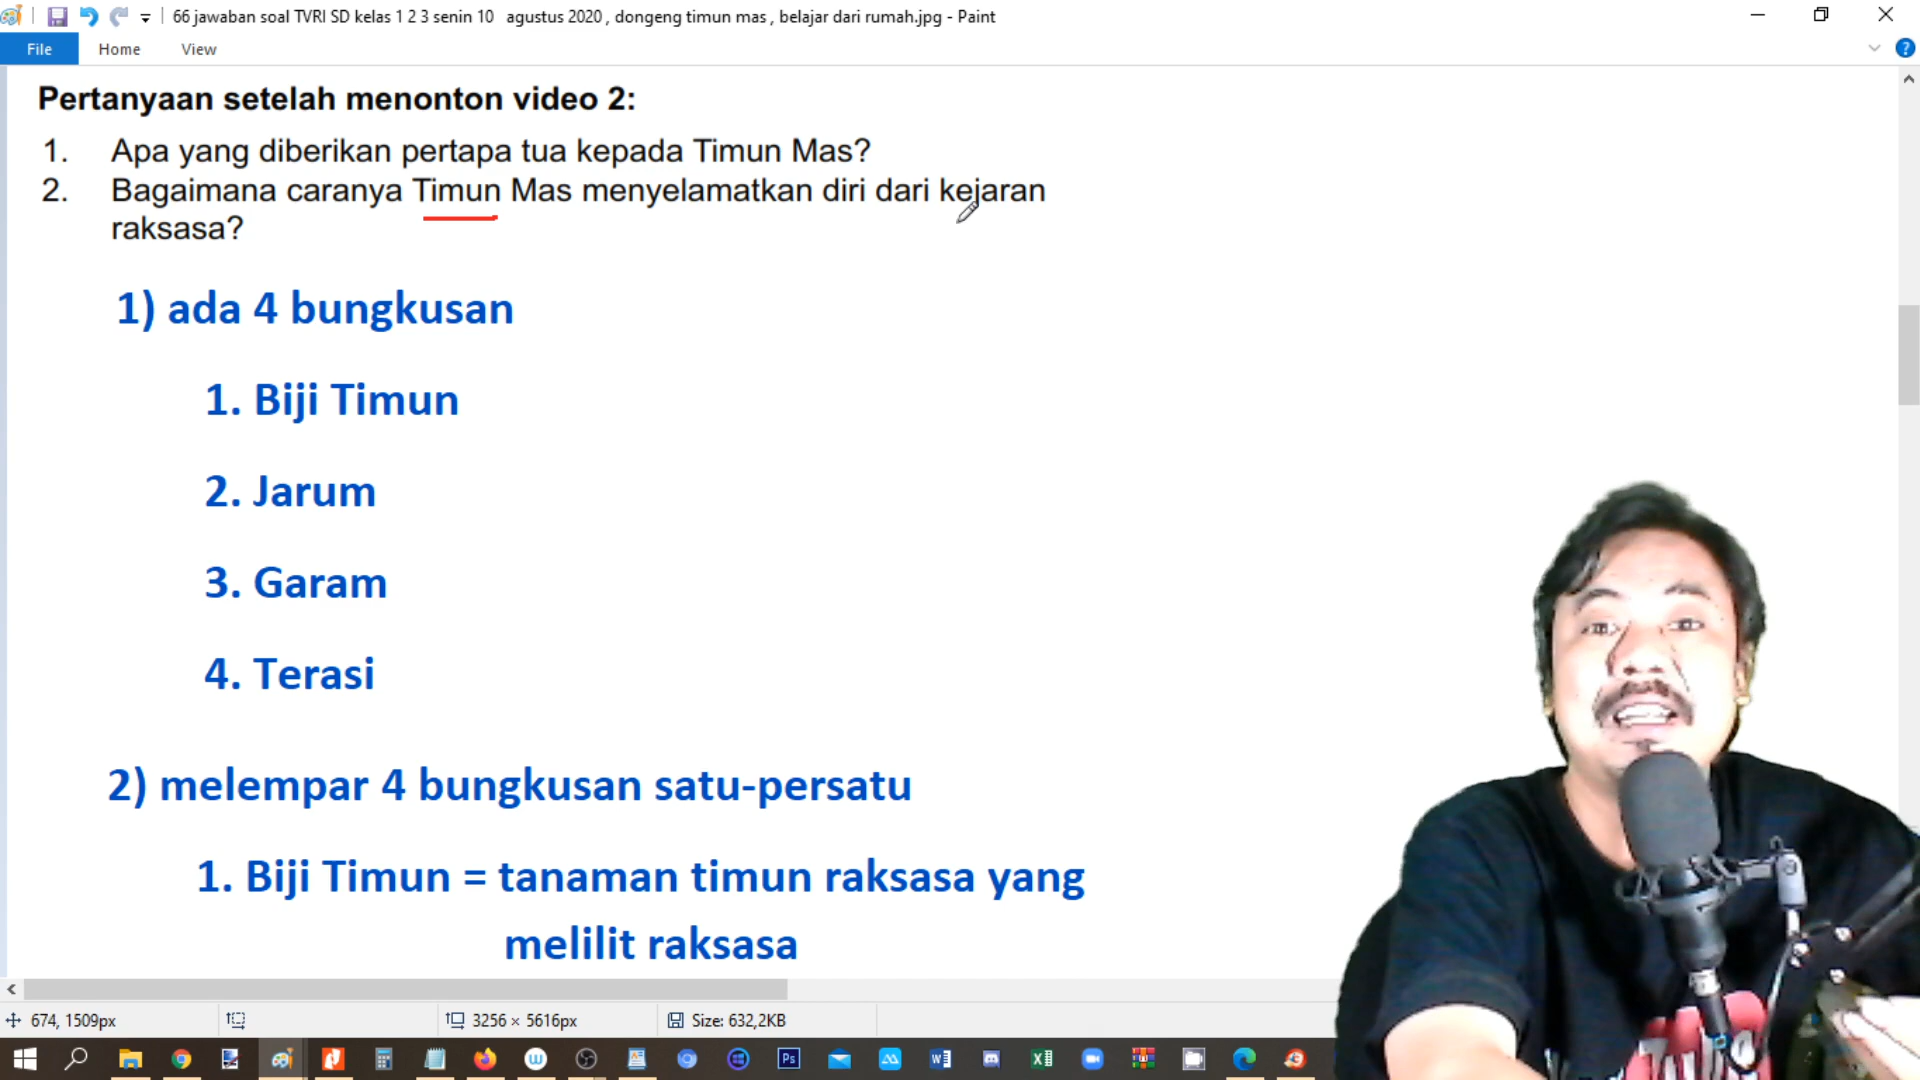 66 jawaban soal TVRI SD kelas 1 2 3 senin 10 agustus 2020 , dongeng timun mas , belajar dari rumah.jpg - Paint
File Home View
Pertanyaan setelah menonton video 2:
1. Apa yang diberikan pertapa tua kepada Timun Mas?
2. Bagaimana caranya Timun Mas menyelamatkan diri dari kejaran
raksasa?
1) ada 4 bungkusan
1. Biji Timun
2. Jarum
3. Garam
4. Terasi
2) melempar 4 bungkusan satu-persatu
1. Biji Timun = tanaman timun raksasa yang
melilit raksasa
674, 1509px 3256 × 5616px Size: 632,2KB
Ps